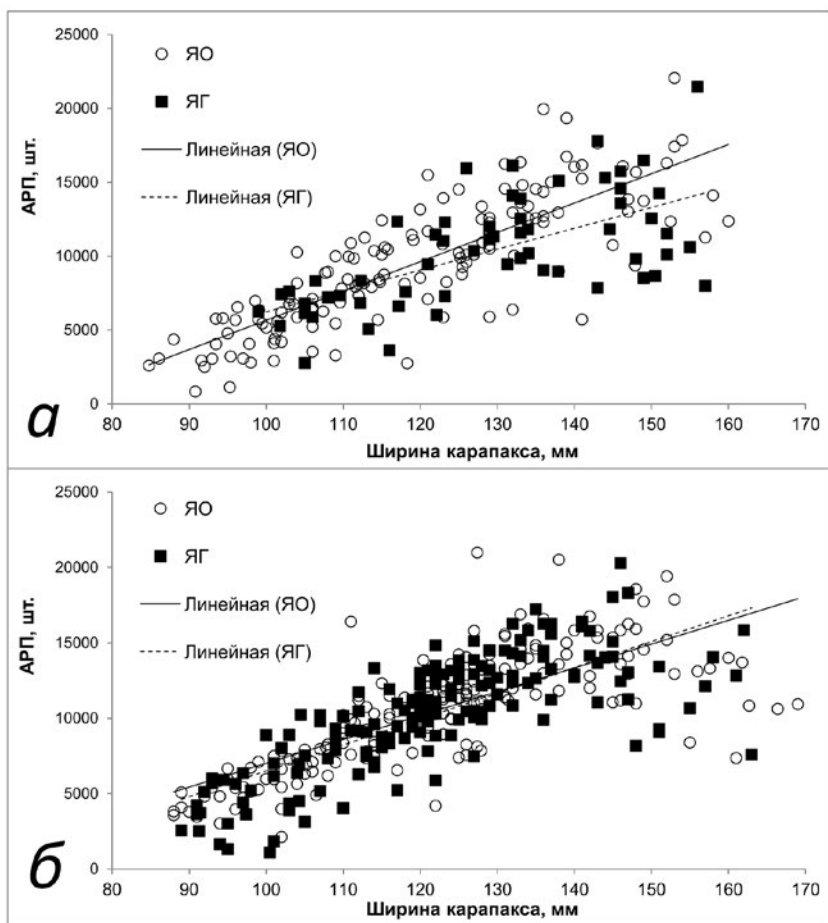 25000
20000
15000
10000
5000
0
АРП, шт.
ЯО
ЯГ
Линейная (ЯО)
Линейная (ЯГ)
80 90 100 110 120 130 140 150 160 170
Ширина карапакса, мм
а
25000
20000
15000
10000
5000
0
АРП, шт.
ЯО
ЯГ
Линейная (ЯО)
Линейная (ЯГ)
80 90 100 110 120 130 140 150 160 170
Ширина карапакса, мм
б